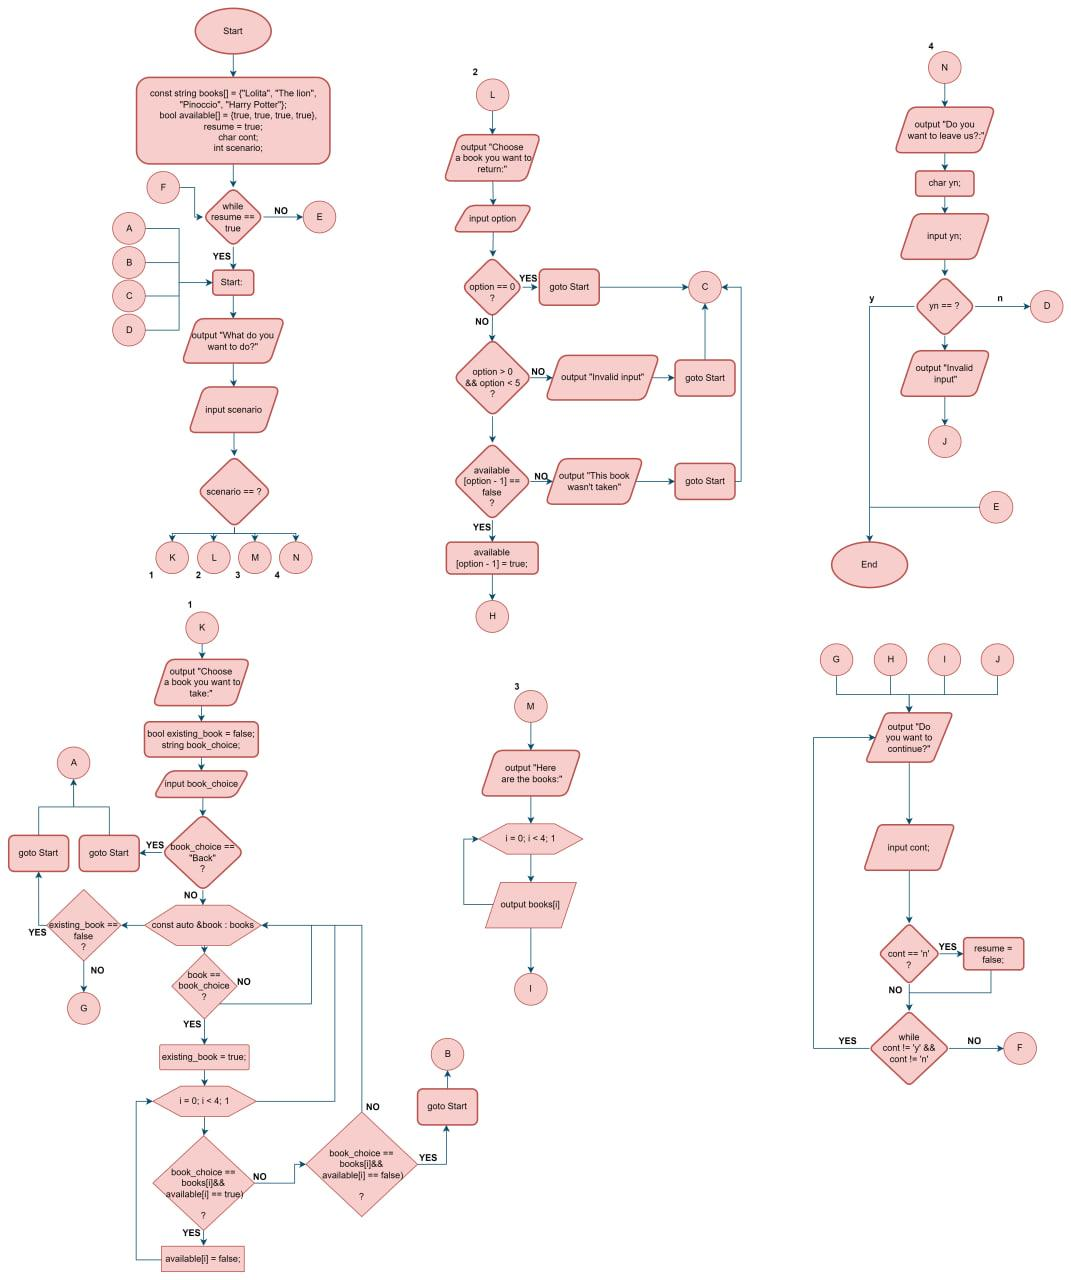 Start
const string books[] = {"Lolita", "The lion",
"Pinoccio", "Harry Potter"};
bool available[] = {true, true, true, true},
resume = true;
char cont;
int scenario;
F
while
resume ==
true
NO
E
YES
A
B
C
D
Start:
output "What do you
want to do?"
input scenario
scenario == ?
K
L
M
N
1
2
3
4
2
L
output "Choose
a book you want to
return:"
input option
option == 0
?
YES
goto Start
C
NO
option > 0
&& option < 5
?
NO
output "Invalid input"
goto Start
available
[option - 1] ==
false
?
NO
output "This book
wasn't taken"
goto Start
YES
available
[option - 1] = true;
H
4
N
output "Do you
want to leave us?:"
char yn;
input yn;
yn == ?
y
n
D
output "Invalid
input"
J
E
End
1
K
output "Choose
a book you want to
take:"
bool existing_book = false;
string book_choice;
input book_choice
A
goto Start
goto Start
YES
book_choice ==
"Back"
?
NO
const auto &book : books
existing_book ==
false
?
YES
NO
G
book ==
book_choice
?
NO
YES
existing_book = true;
i = 0; i < 4; 1
book_choice ==
books[i]&&
available[i] == true)
?
NO
YES
available[i] = false;
book_choice ==
books[i]&&
available[i] == false)
?
NO
YES
goto Start
B
3
M
output "Here
are the books:"
i = 0; i < 4; 1
output books[i]
I
G
H
I
J
output "Do
you want to
continue?"
input cont;
cont == 'n'
?
YES
resume =
false;
NO
while
cont != 'y' &&
cont != 'n'
YES
NO
F